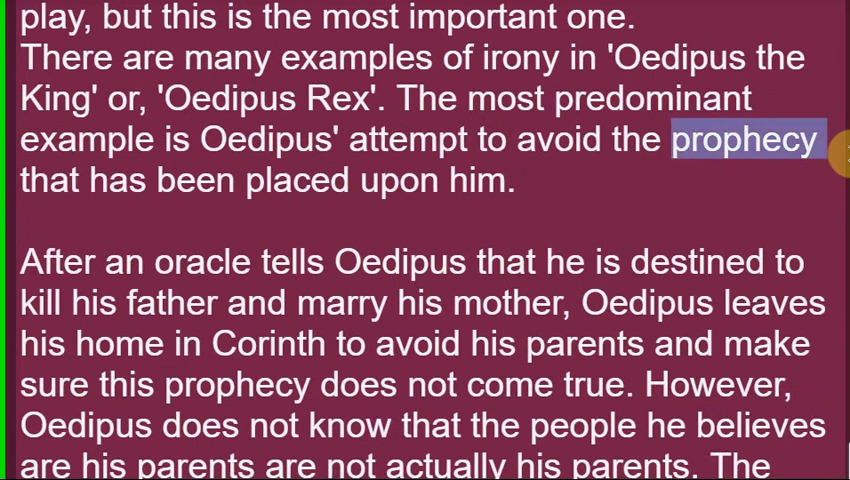 play, but this is the most important one.
There are many examples of irony in 'Oedipus the
King' or, 'Oedipus Rex'. The most predominant
example is Oedipus' attempt to avoid the prophecy
that has been placed upon him.
After an oracle tells Oedipus that he is destined to
kill his father and marry his mother, Oedipus leaves
his home in Corinth to avoid his parents and make
sure this prophecy does not come true. However,
Oedipus does not know that the people he believes
are his parents are not actually his parents. The